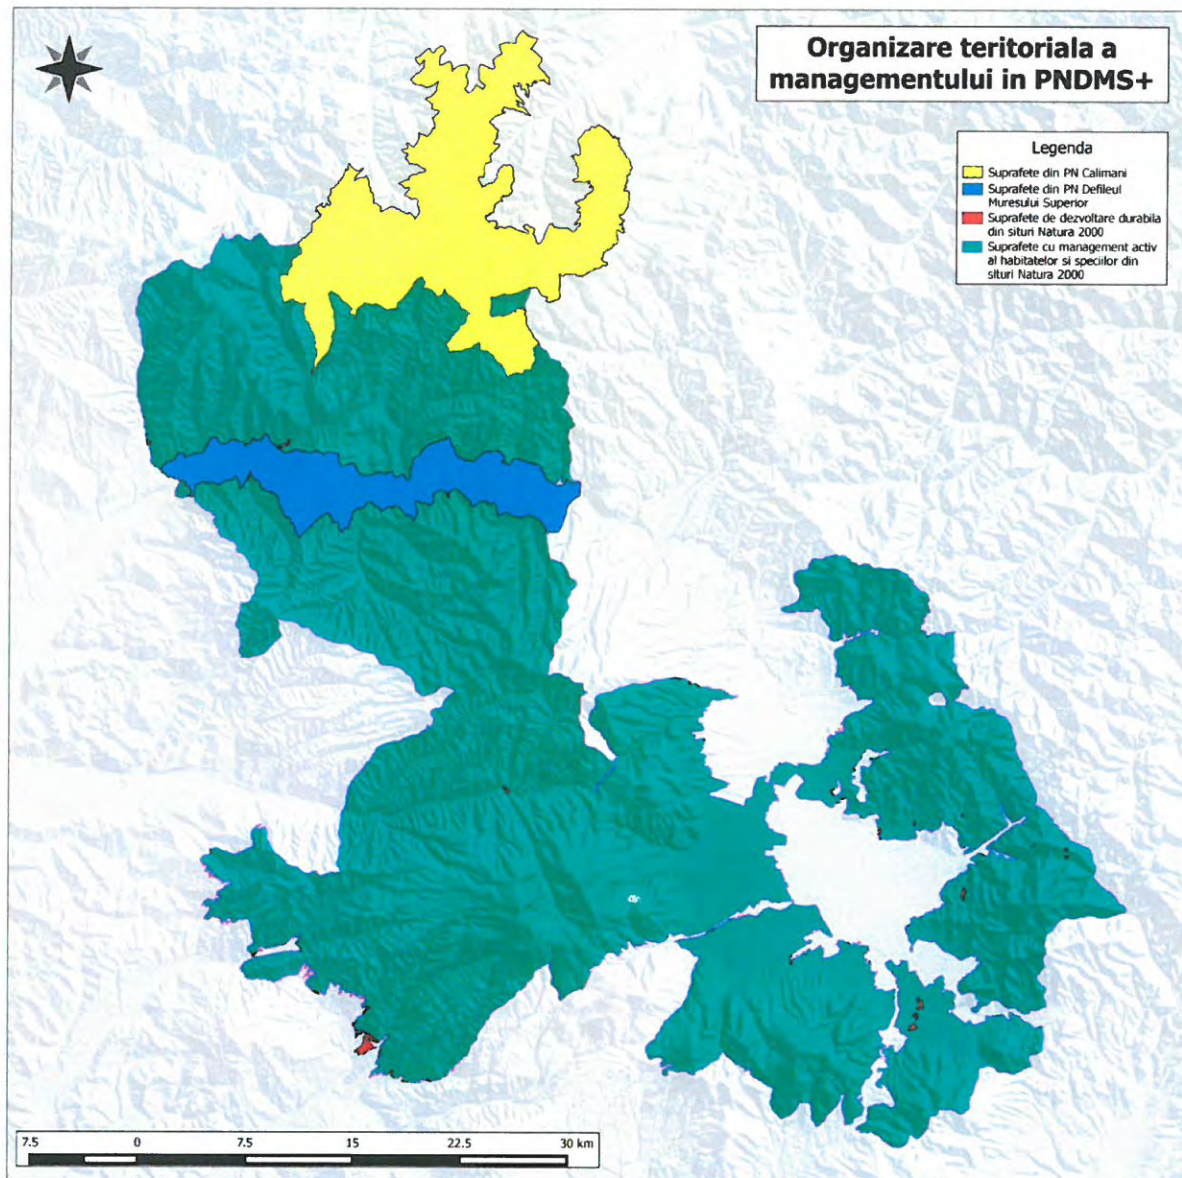 Organizare teritoriala a
managementului in PNDMS+
Legenda
Suprafete din PN Calimani
Suprafete din PN Defileul
Muresului Superior
Suprafete de dezvoltare durabila
din situri Natura 2000
Suprafete cu management activ
al habitatelor si speciilor din
situri Natura 2000
7.5 0 7.5 15 22.5 30 km